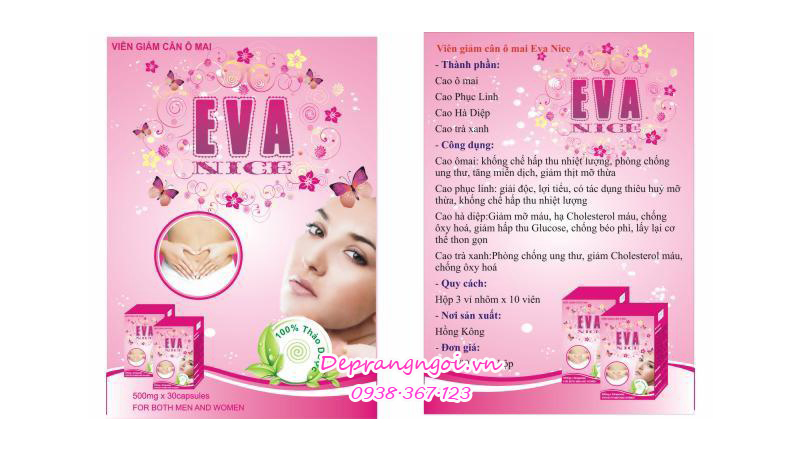 VIÊN GIẢM CÂN Ô MAI
EVA
NICE
100% Thảo
500mg x 30capsules
FOR BOTH MEN AND WOMEN
Viên giảm cân ô mai Eva Nice
- Thành phần:
Cao ô mai
Cao Phục Linh
Cao Hà Diệp
Cao trà xanh
EVA
NICE
- Công dụng:
Cao ômai: khống chế hấp thu nhiệt lượng, phòng chống
ung thư, tăng miễn dịch, giảm thịt mỡ thừa
Cao phục linh: giải độc, lợi tiểu, có tác dụng thiêu huỷ mỡ
thừa, khống chế hấp thu nhiệt lượng
Cao hà diệp:Giảm mỡ máu, hạ Cholesterol máu, chống
ôxy hoá, giảm hấp thu Glucose, chống béo phì, lấy lại cơ
thể thon gọn
Cao trà xanh:Phòng chống ung thư, giảm Cholesterol máu,
chống ôxy hoá
- Quy cách:
Hộp 3 vỉ nhôm x 10 viên
- Nơi sản xuất:
Hồng Kông
- Đơn giá:
EVA
NICE
EVA
NICE
EVA
NICE
EVA
NICE
Deprangngoi.vn
0938·367·123